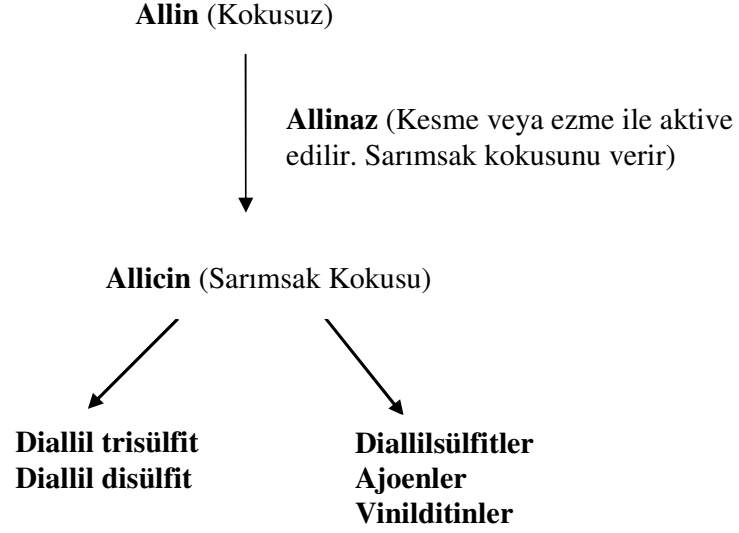 Allin (Kokusuz)
Allinaz (Kesme veya ezme ile aktive
edilir. Sarımsak kokusunu verir)
Allicin (Sarımsak Kokusu)
Diallil trisülfit
Diallil disülfit
Diallilsülfitler
Ajoenler
Vinilditinler